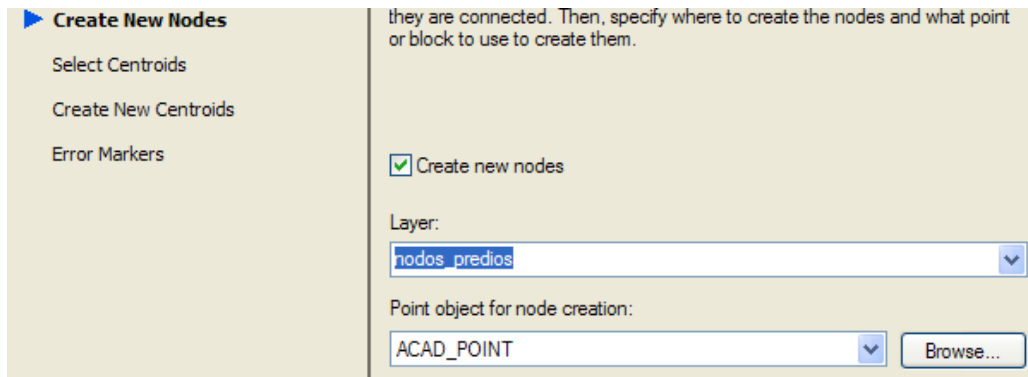 Create New Nodes
Select Centroids
Create New Centroids
Error Markers
they are connected. Then, specify where to create the nodes and what point
or block to use to create them.
Create new nodes
Layer:
nodos_predios
Point object for node creation:
ACAD_POINT
Browse...